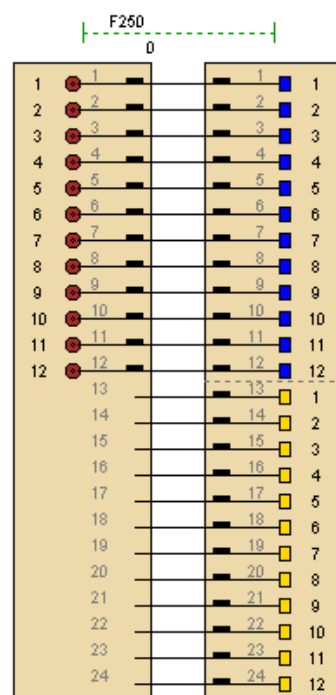 F250
0
1 1 1 1
2 2 2 2
3 3 3 3
4 4 4 4
5 5 5 5
6 6 6 6
7 7 7 7
8 8 8 8
9 9 9 9
10 10 10 10
11 11 11 11
12 12 12 12
13 13 1
14 14 2
15 15 3
16 16 4
17 17 5
18 18 6
19 19 7
20 20 8
21 21 9
22 22 10
23 23 11
24 24 12